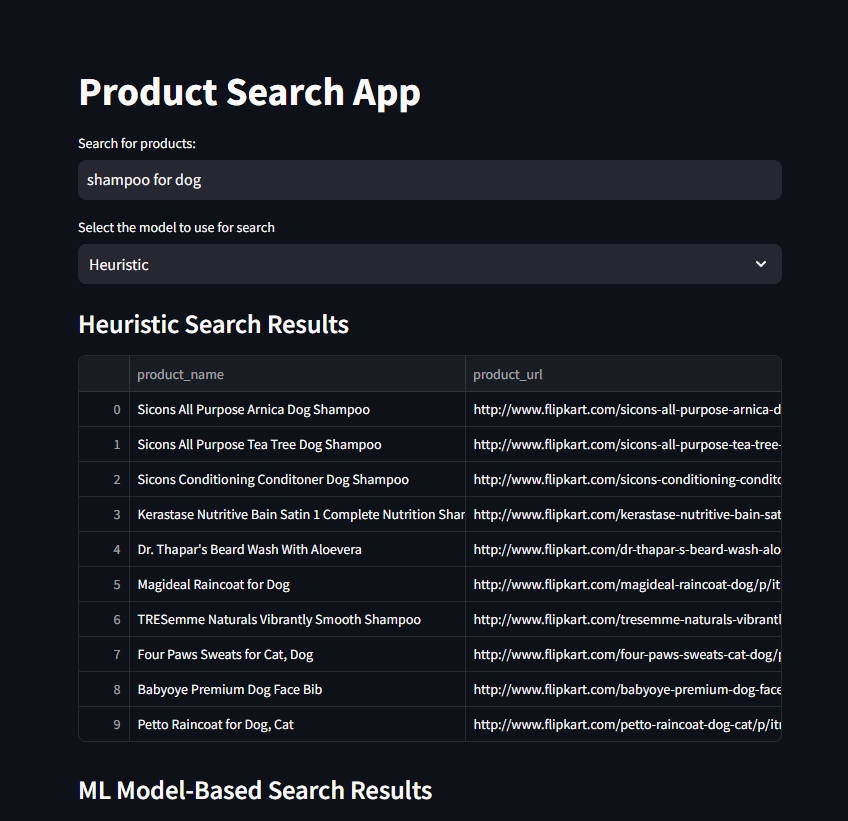 Product Search App
Search for products:
shampoo for dog
Select the model to use for search
Heuristic
Heuristic Search Results
product_name product_url
0 Sicons All Purpose Arnica Dog Shampoo http://www.flipkart.com/sicons-all-purpose-arnica-d
1 Sicons All Purpose Tea Tree Dog Shampoo http://www.flipkart.com/sicons-all-purpose-tea-tree-
2 Sicons Conditioning Conditoner Dog Shampoo http://www.flipkart.com/sicons-conditioning-condito
3 Kerastase Nutritive Bain Satin 1 Complete Nutrition Shar http://www.flipkart.com/kerastase-nutritive-bain-sat
4 Dr. Thapar's Beard Wash With Aloevera http://www.flipkart.com/dr-thapar-s-beard-wash-alo
5 Magideal Raincoat for Dog http://www.flipkart.com/magideal-raincoat-dog/p/it
6 TRESemme Naturals Vibrantly Smooth Shampoo http://www.flipkart.com/tresemme-naturals-vibrantl
7 Four Paws Sweats for Cat, Dog http://www.flipkart.com/four-paws-sweats-cat-dog/p
8 Babyoye Premium Dog Face Bib http://www.flipkart.com/babyoye-premium-dog-face
9 Petto Raincoat for Dog, Cat http://www.flipkart.com/petto-raincoat-dog-cat/p/itr
ML Model-Based Search Results